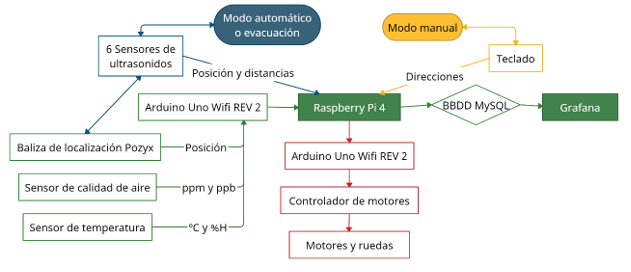 Modo automático
o evacuación
Modo manual
6 Sensores de
ultrasonidos
Teclado
Posición y distancias
Direcciones
Arduino Uno Wifi REV 2
Raspberry Pi 4
BBDD MySQL
Grafana
Baliza de localización Pozyx
Posición
Arduino Uno Wifi REV 2
Sensor de calidad de aire
ppm y ppb
Controlador de motores
Sensor de temperatura
ºC y %H
Motores y ruedas